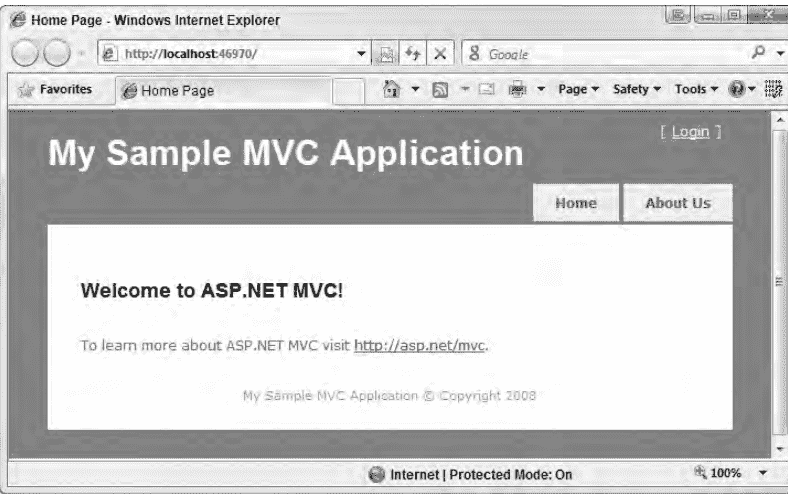 Home Page - Windows Internet Explorer
http://localhost:46970/
Google
Favorites
Home Page
Page Safety Tools
[ Login ]
My Sample MVC Application
Home
About Us
Welcome to ASP.NET MVC!
To learn more about ASP.NET MVC visit http://asp.net/mvc.
My Sample MVC Application © Copyright 2008
Internet | Protected Mode: On
100%